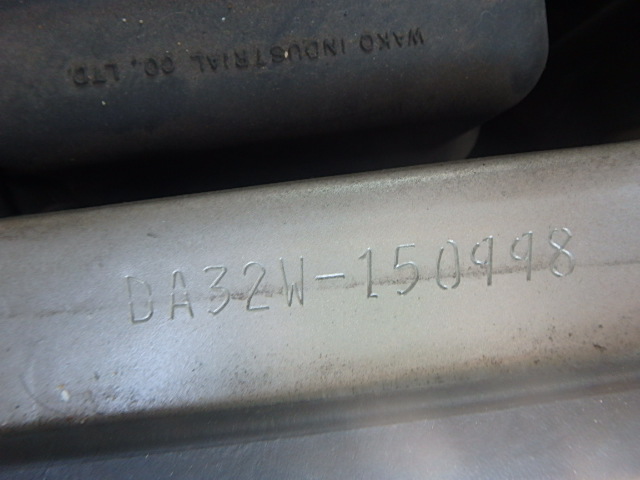 WAKO INDUSTRIAL CO., LTD.
DA32W-150998